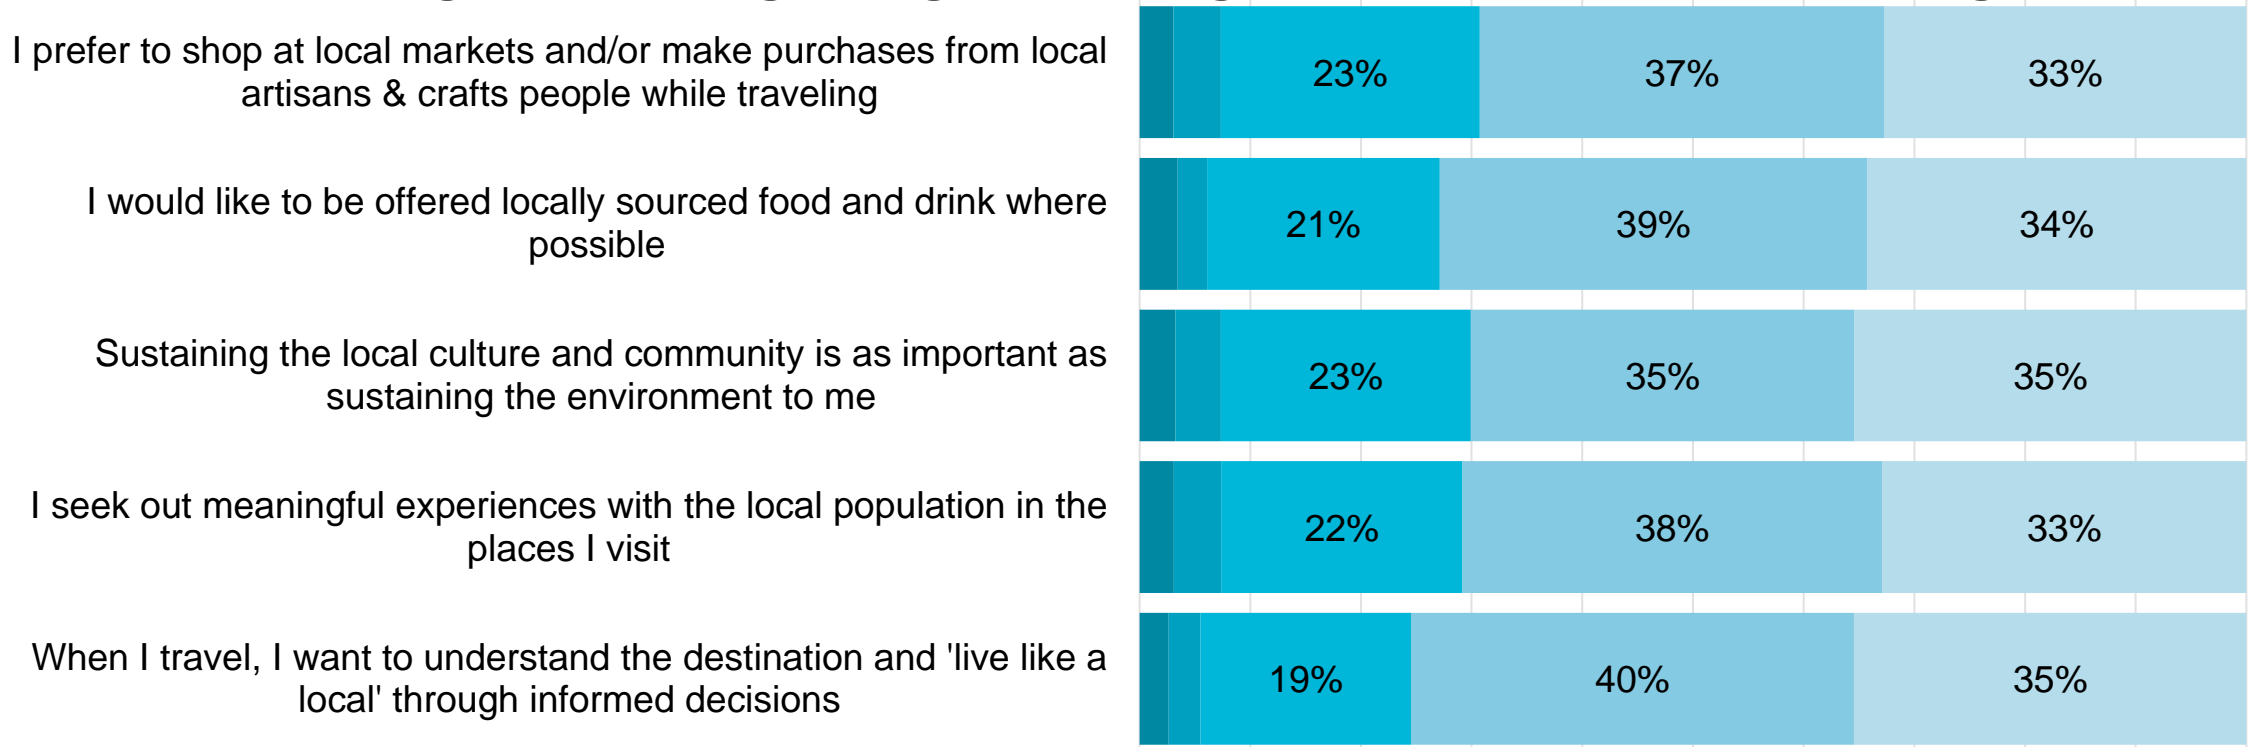 I prefer to shop at local markets and/or make purchases from local
artisans & crafts people while traveling
23%
37%
33%
I would like to be offered locally sourced food and drink where
possible
21%
39%
34%
Sustaining the local culture and community is as important as
sustaining the environment to me
23%
35%
35%
I seek out meaningful experiences with the local population in the
places I visit
22%
38%
33%
When I travel, I want to understand the destination and 'live like a
local' through informed decisions
19%
40%
35%